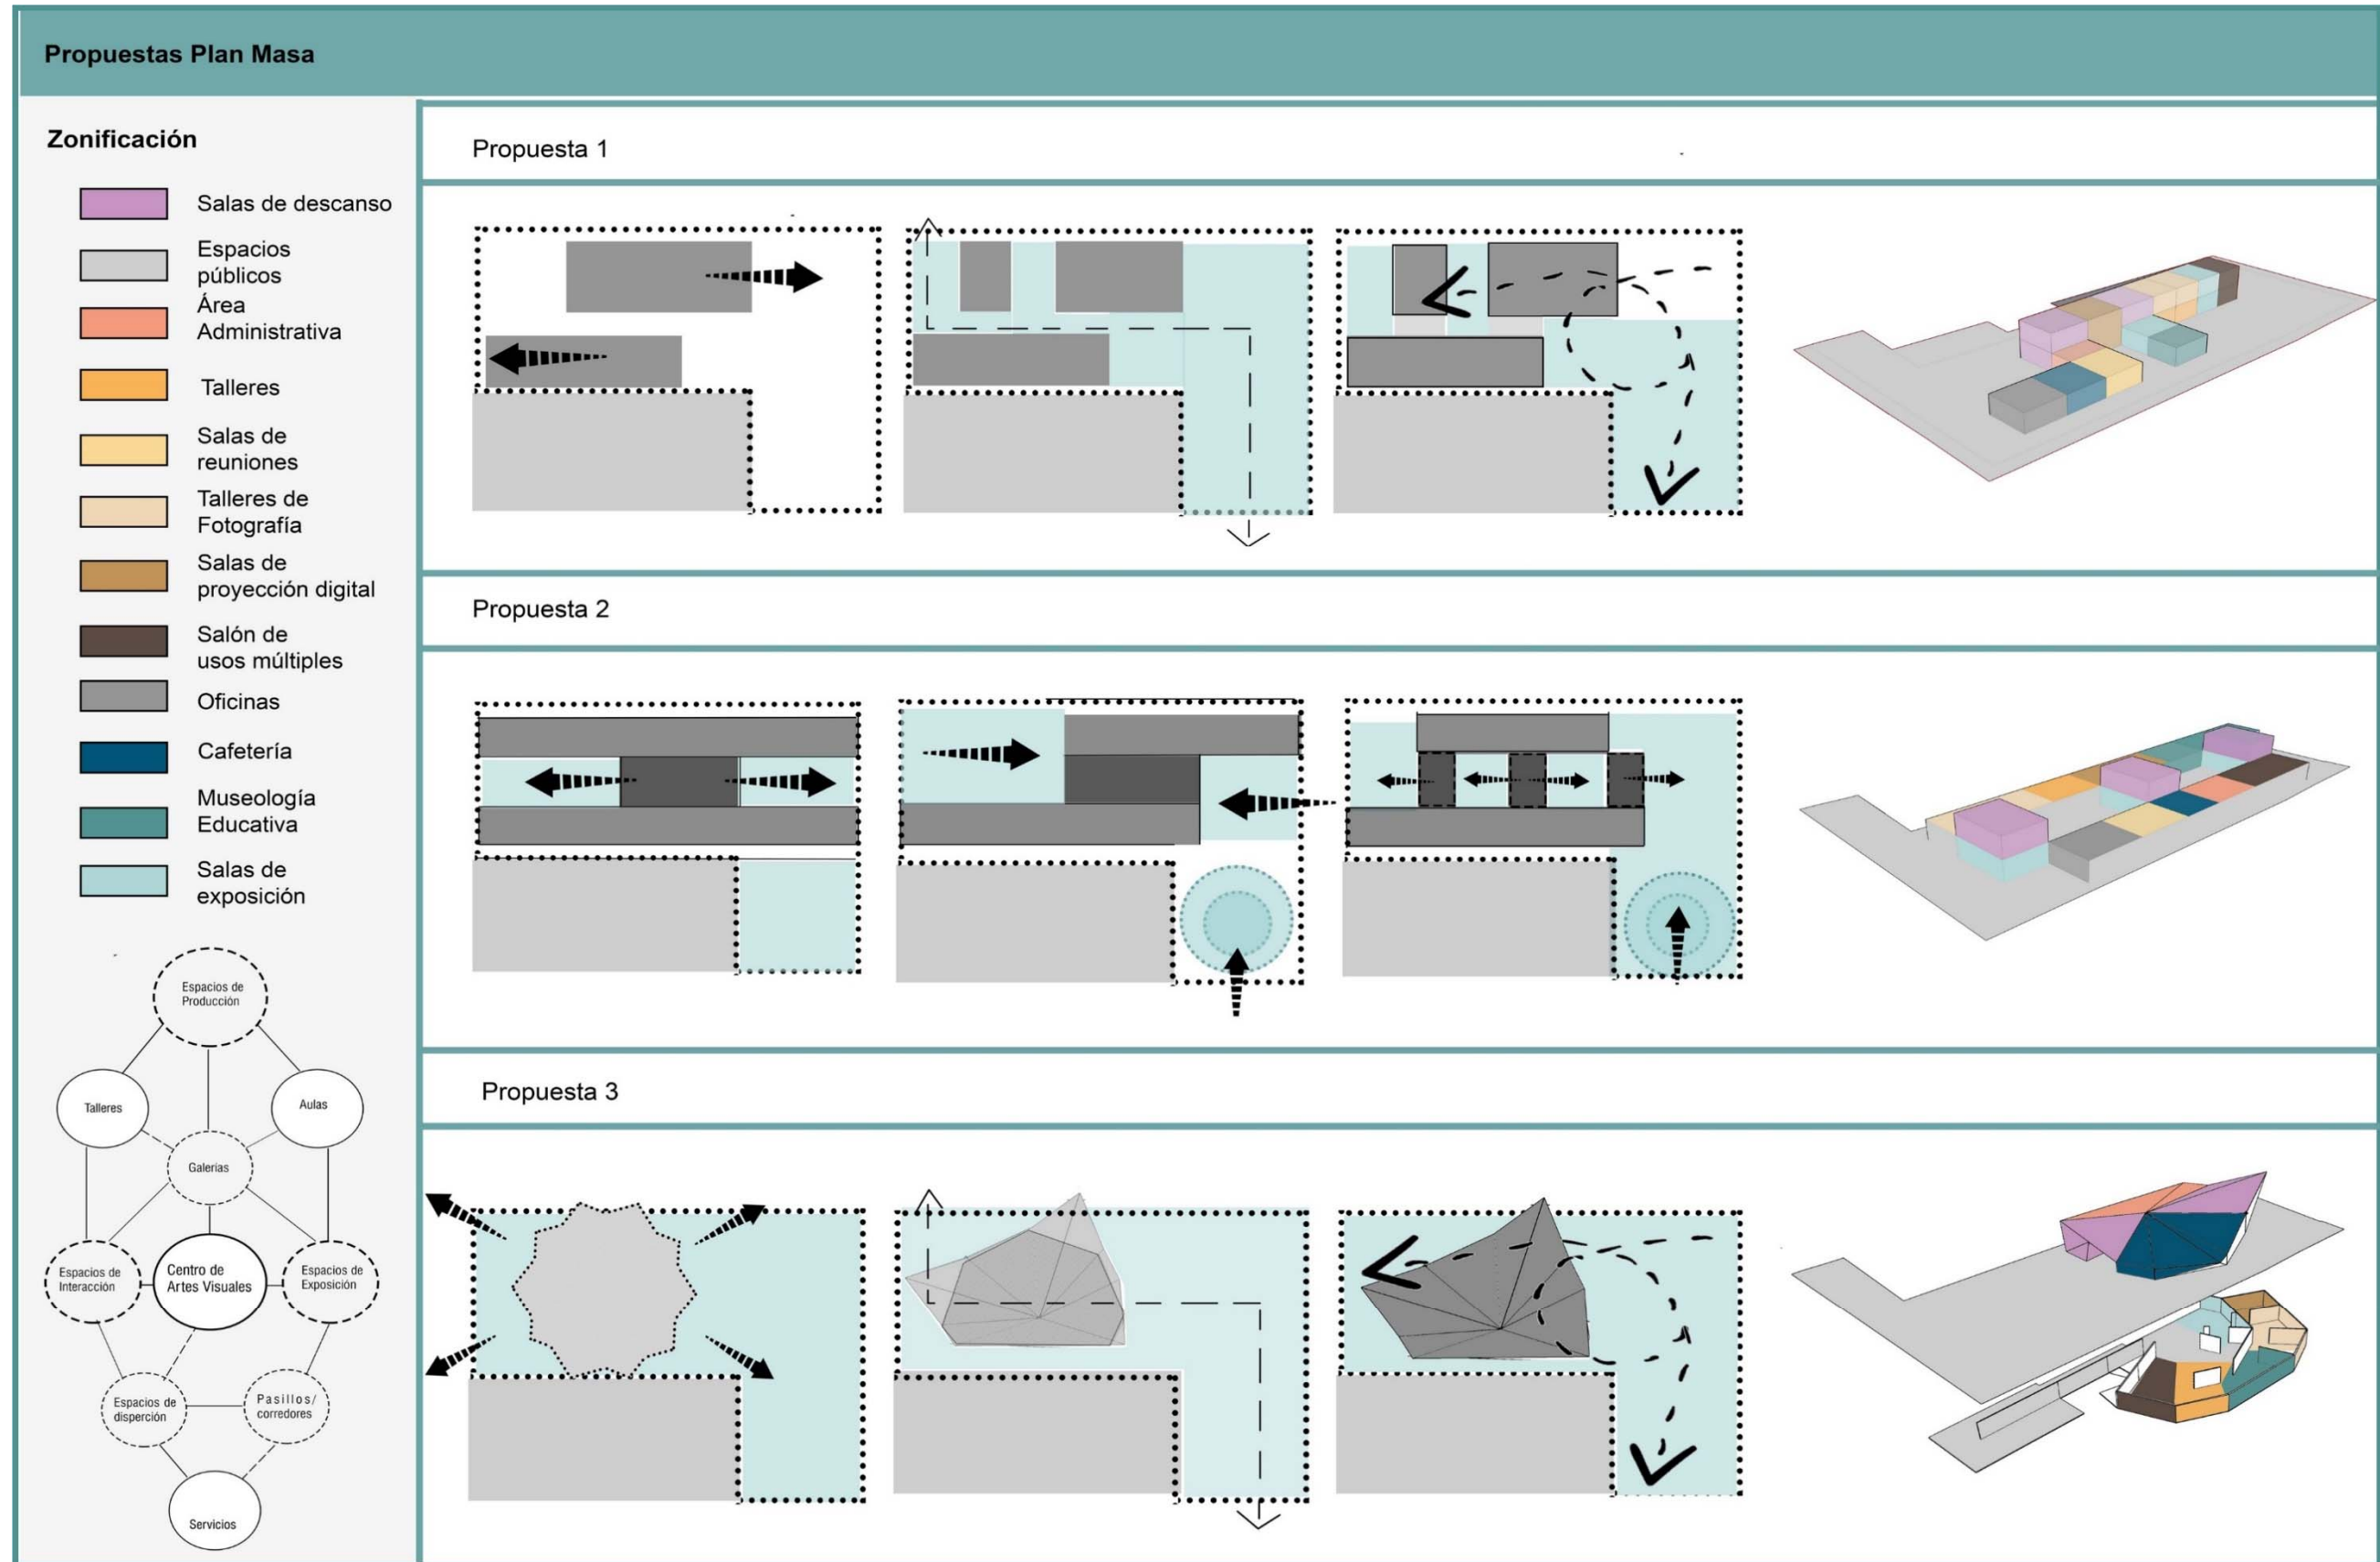 Propuestas Plan Masa
Zonificación
Salas de descanso
Espacios
públicos
Área
Administrativa
Talleres
Salas de
reuniones
Talleres de
Fotografía
Salas de
proyección digital
Salón de
usos múltiples
Oficinas
Cafetería
Museología
Educativa
Salas de
exposición
Espacios de
Producción
Talleres
Aulas
Galerias
Espacios de
Interacción
Centro de
Artes Visuales
Espacios de
Exposición
Espacios de
disperción
Pasillos/
corredores
Servicios
Propuesta 1
Propuesta 2
Propuesta 3